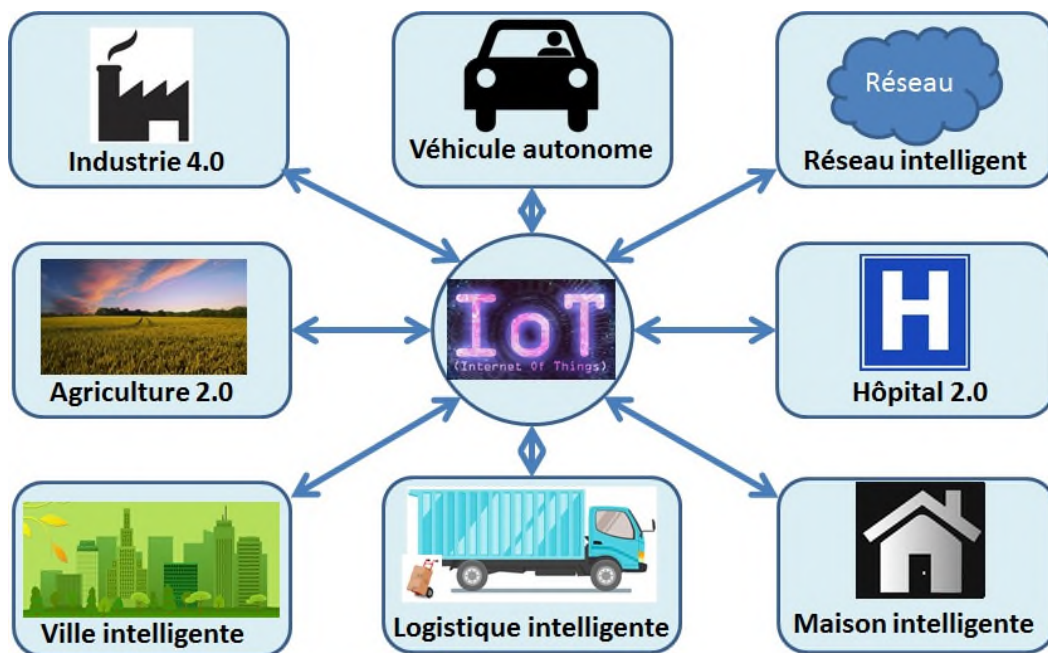 Industrie 4.0
Véhicule autonome
Réseau
Réseau intelligent
Agriculture 2.0
IoT
(Internet Of Things)
H
Hôpital 2.0
Ville intelligente
Logistique intelligente
Maison intelligente